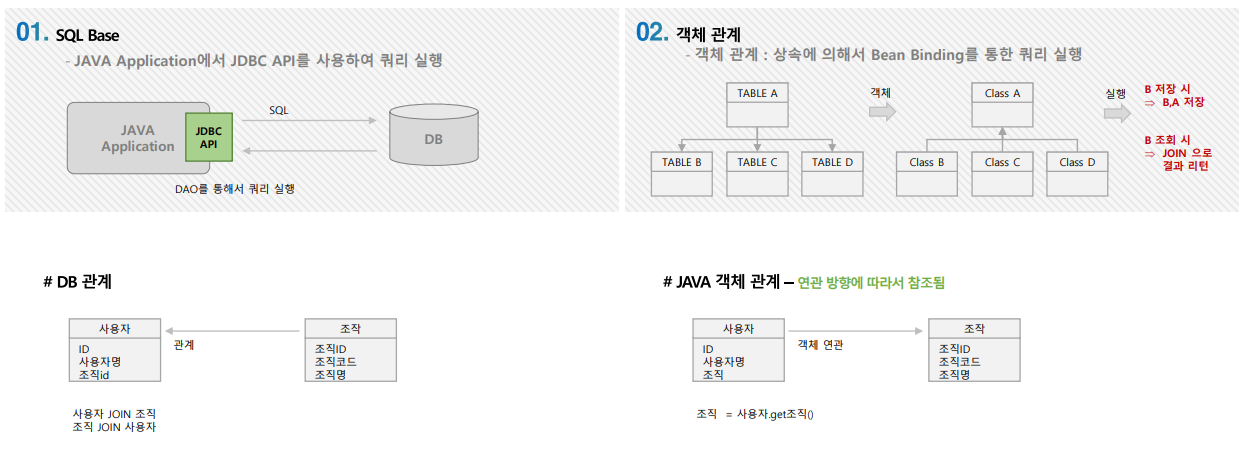 01. SQL Base
- JAVA Application에서 JDBC API를 사용하여 쿼리 실행
JAVA
Application
JDBC
API
SQL
DB
DAO를 통해서 쿼리 실행
02. 객체 관계
- 객체 관계 : 상속에 의해서 Bean Binding를 통한 쿼리 실행
TABLE A
TABLE B
TABLE C
TABLE D
객체
Class A
Class B
Class C
Class D
실행
B 저장 시
⇒ B,A 저장
B 조회 시
⇒ JOIN 으로
결과 리턴
# DB 관계
사용자
ID
사용자명
조직id
관계
조작
조직ID
조직코드
조직명
사용자 JOIN 조직
조직 JOIN 사용자
# JAVA 객체 관계 – 연관 방향에 따라서 참조됨
사용자
ID
사용자명
조직
객체 연관
조작
조직ID
조직코드
조직명
조직 = 사용자.get조직()